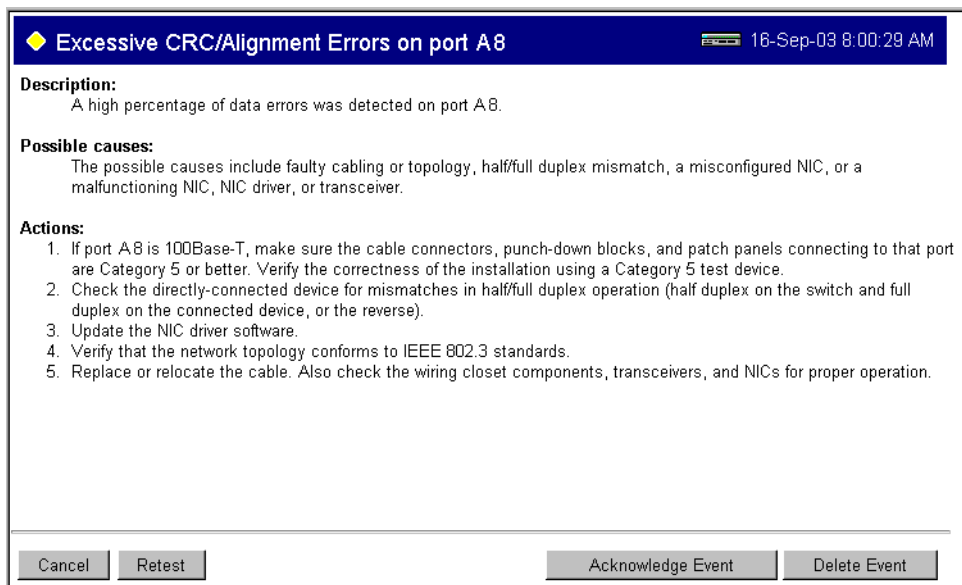 Excessive CRC/Alignment Errors on port A8
16-Sep-03 8:00:29 AM
Description:
A high percentage of data errors was detected on port A8.
Possible causes:
The possible causes include faulty cabling or topology, half/full duplex mismatch, a misconfigured NIC, or a
malfunctioning NIC, NIC driver, or transceiver.
Actions:
1. If port A8 is 100Base-T, make sure the cable connectors, punch-down blocks, and patch panels connecting to that port
are Category 5 or better. Verify the correctness of the installation using a Category 5 test device.
2. Check the directly-connected device for mismatches in half/full duplex operation (half duplex on the switch and full
duplex on the connected device, or the reverse).
3. Update the NIC driver software.
4. Verify that the network topology conforms to IEEE 802.3 standards.
5. Replace or relocate the cable. Also check the wiring closet components, transceivers, and NICs for proper operation.
Cancel Retest Acknowledge Event Delete Event